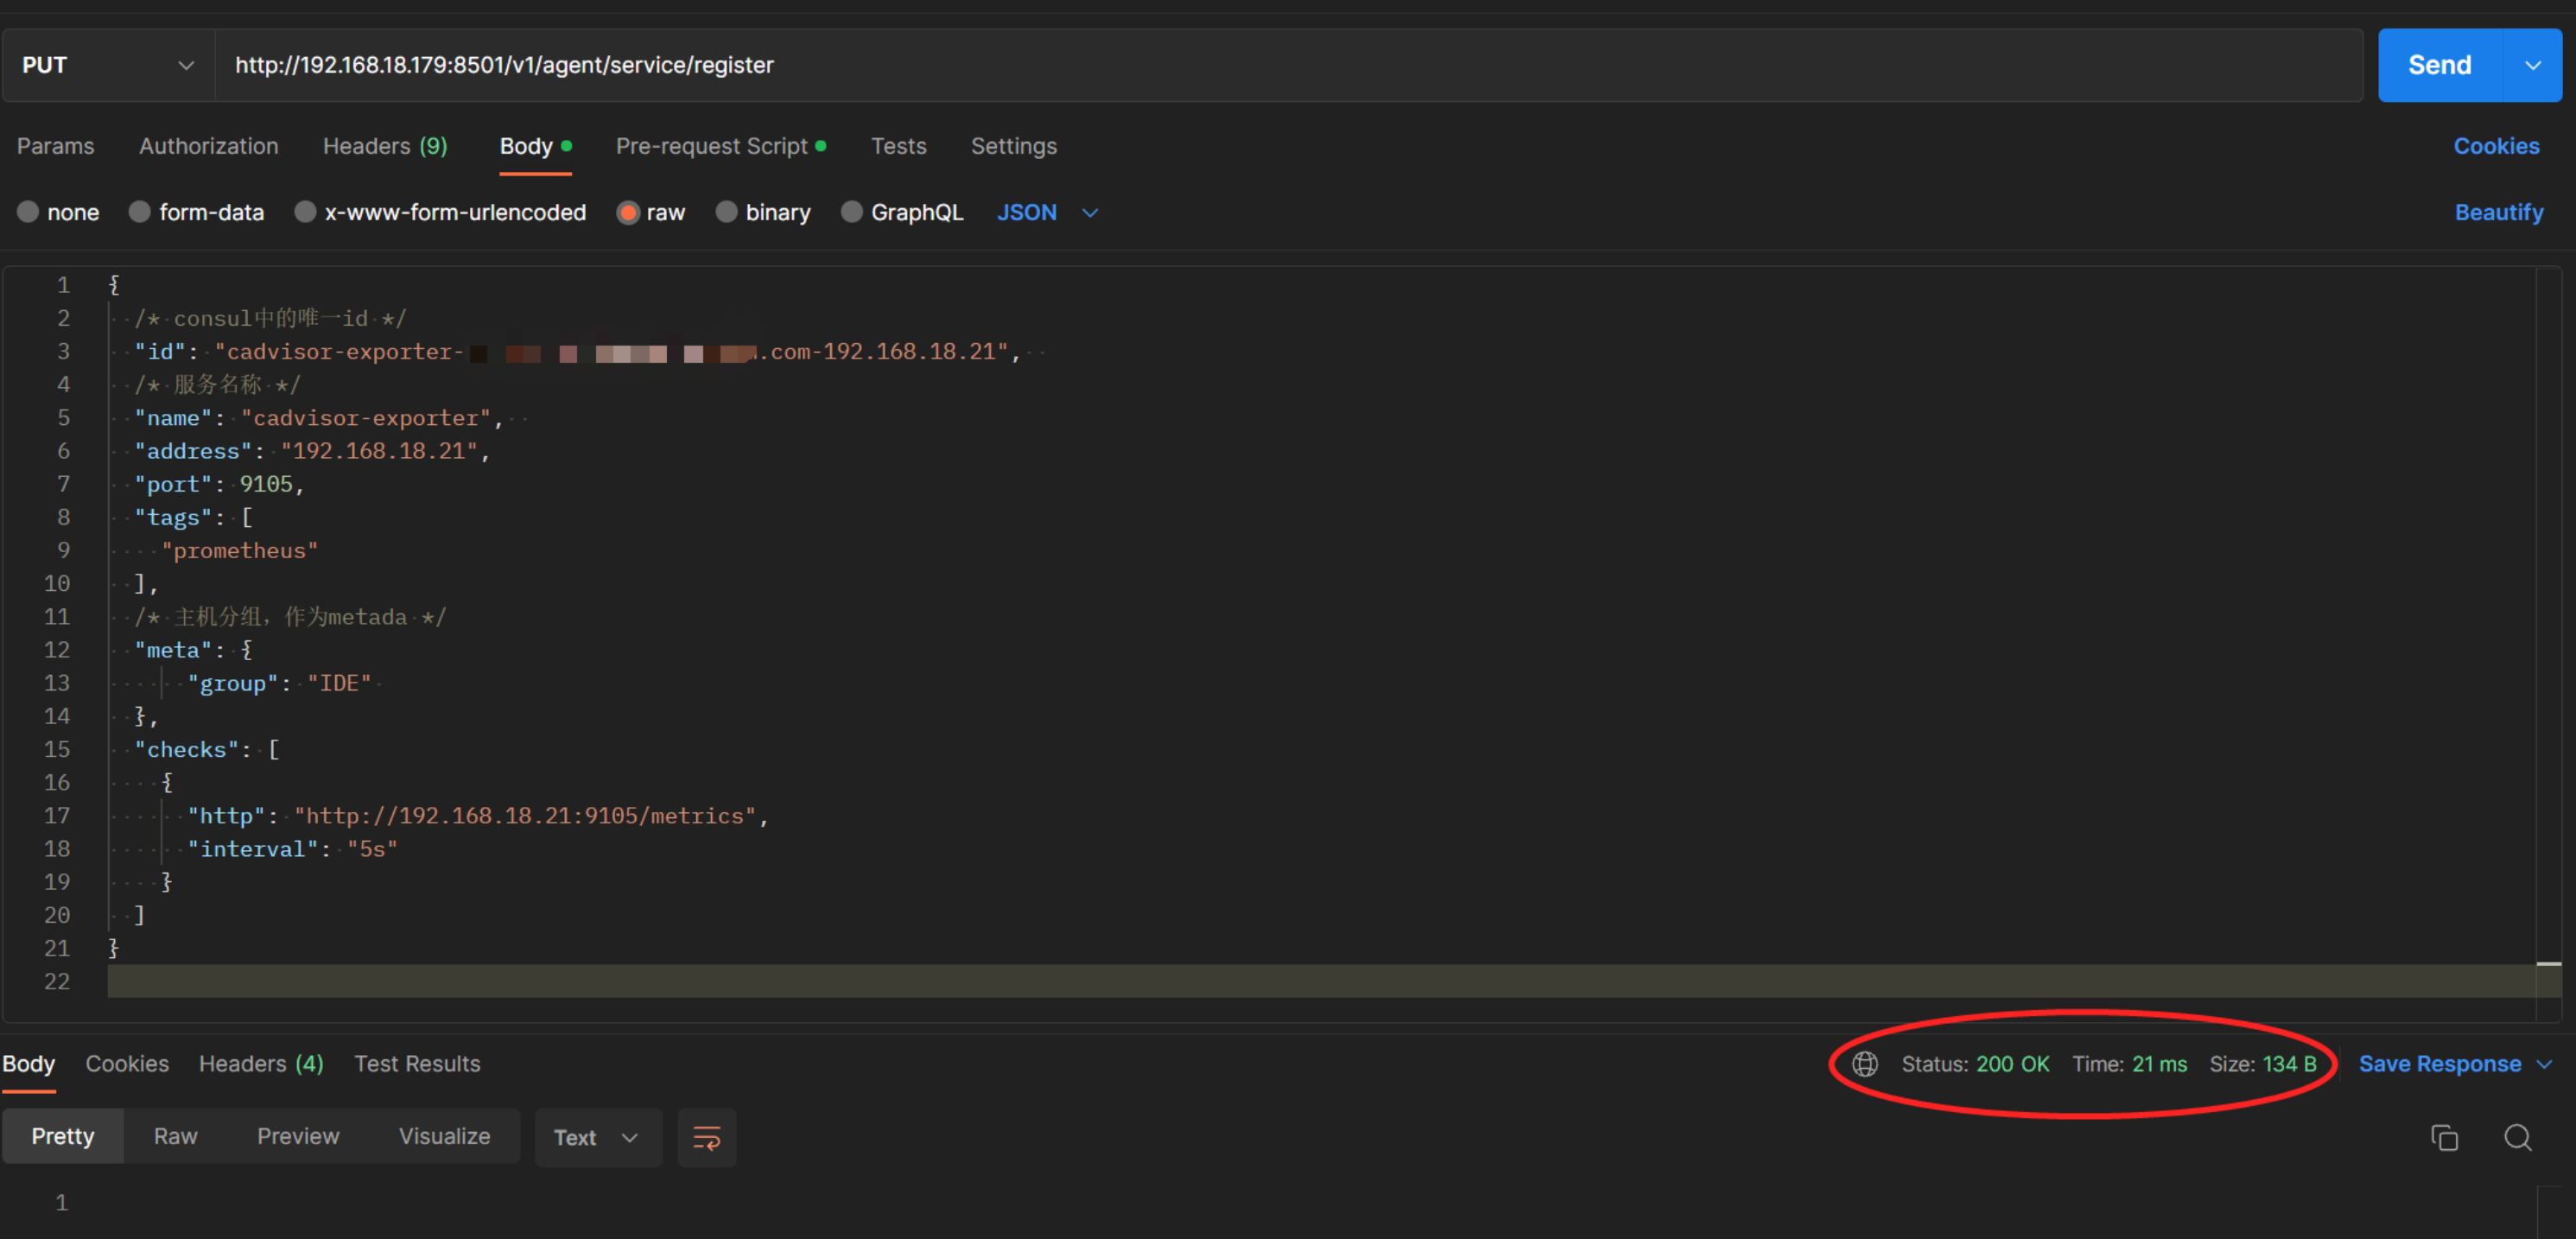 PUT http://192.168.18.179:8501/v1/agent/service/register Send
Params Authorization Headers (9) Body Pre-request Script Tests Settings Cookies
none form-data x-www-form-urlencoded raw binary GraphQL JSON Beautify
1 {
2 /* consul中的唯一id */
3 "id": "cadvisor-exporter- .com-192.168.18.21",
4 /* 服务名称 */
5 "name": "cadvisor-exporter",
6 "address": "192.168.18.21",
7 "port": 9105,
8 "tags": [
9 "prometheus"
10 ],
11 /* 主机分组，作为metada */
12 "meta": {
13 "group": "IDE"
14 },
15 "checks": [
16 {
17 "http": "http://192.168.18.21:9105/metrics",
18 "interval": "5s"
19 }
20 ]
21 }
22
Body Cookies Headers (4) Test Results Status: 200 OK Time: 21 ms Size: 134 B Save Response
Pretty Raw Preview Visualize Text
1